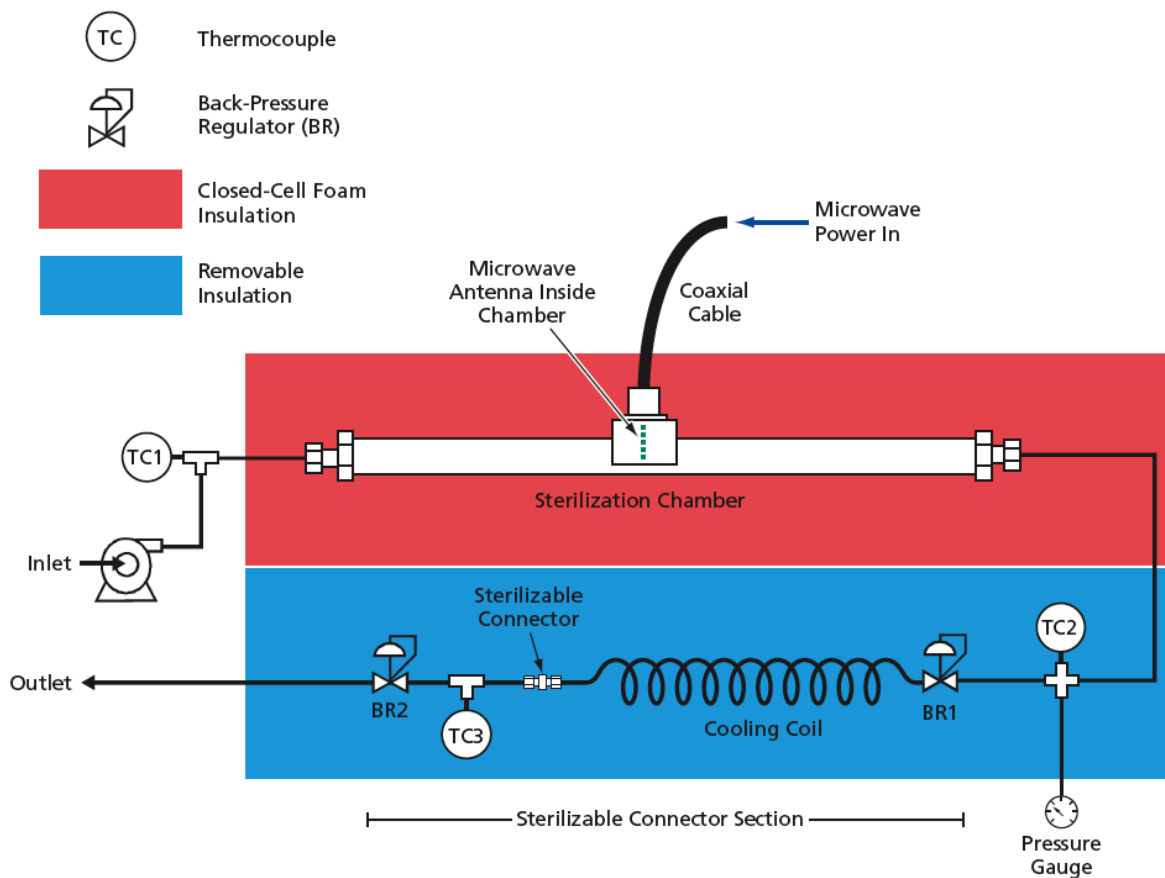 TC
Thermocouple
Back-Pressure
Regulator (BR)
Closed-Cell Foam
Insulation
Removable
Insulation
Microwave
Power In
Microwave
Antenna Inside
Chamber
Coaxial
Cable
TC1
Sterilization Chamber
Inlet
Sterilizable
Connector
TC2
Outlet
BR2
TC3
Cooling Coil
BR1
Sterilizable Connector Section
Pressure
Gauge